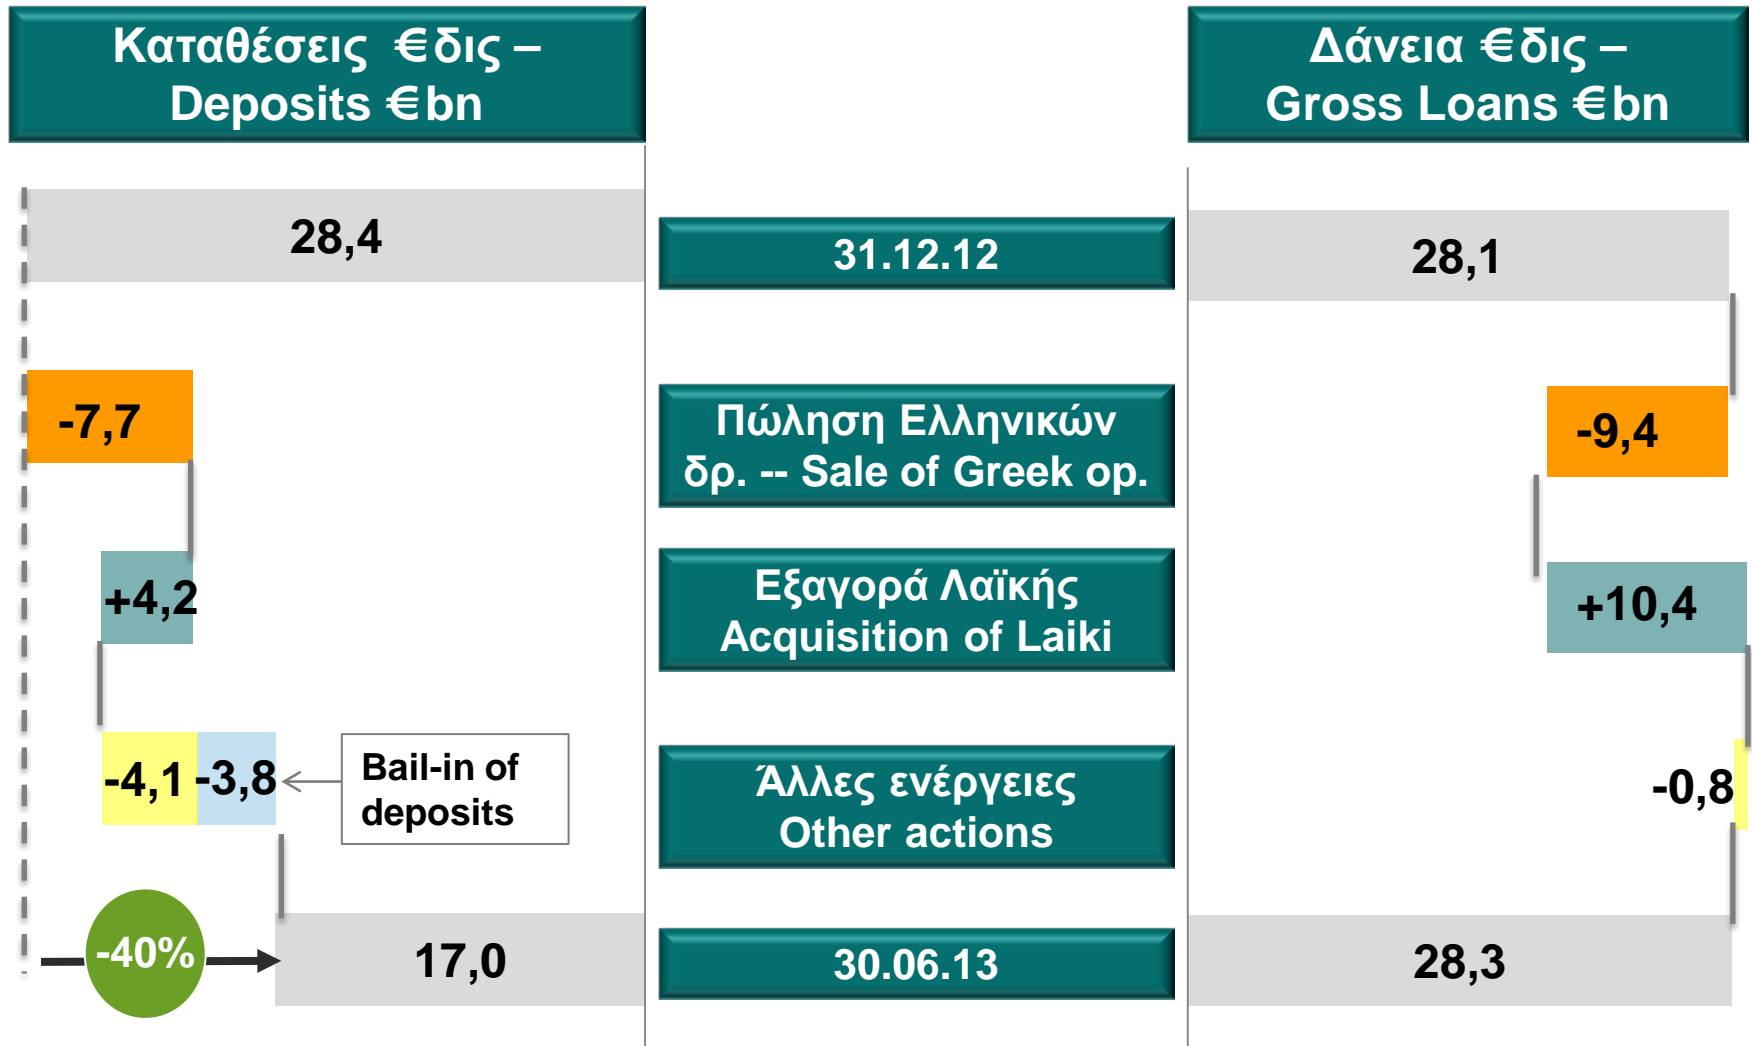 Καταθέσεις €δις –
Deposits €bn
Δάνεια €δις –
Gross Loans €bn
28,4
31.12.12
28,1
-7,7
Πώληση Ελληνικών
δρ. -- Sale of Greek op.
-9,4
+4,2
Εξαγορά Λαϊκής
Acquisition of Laiki
+10,4
-4,1
-3,8
Bail-in of
deposits
Άλλες ενέργειες
Other actions
-0,8
-40%
17,0
30.06.13
28,3